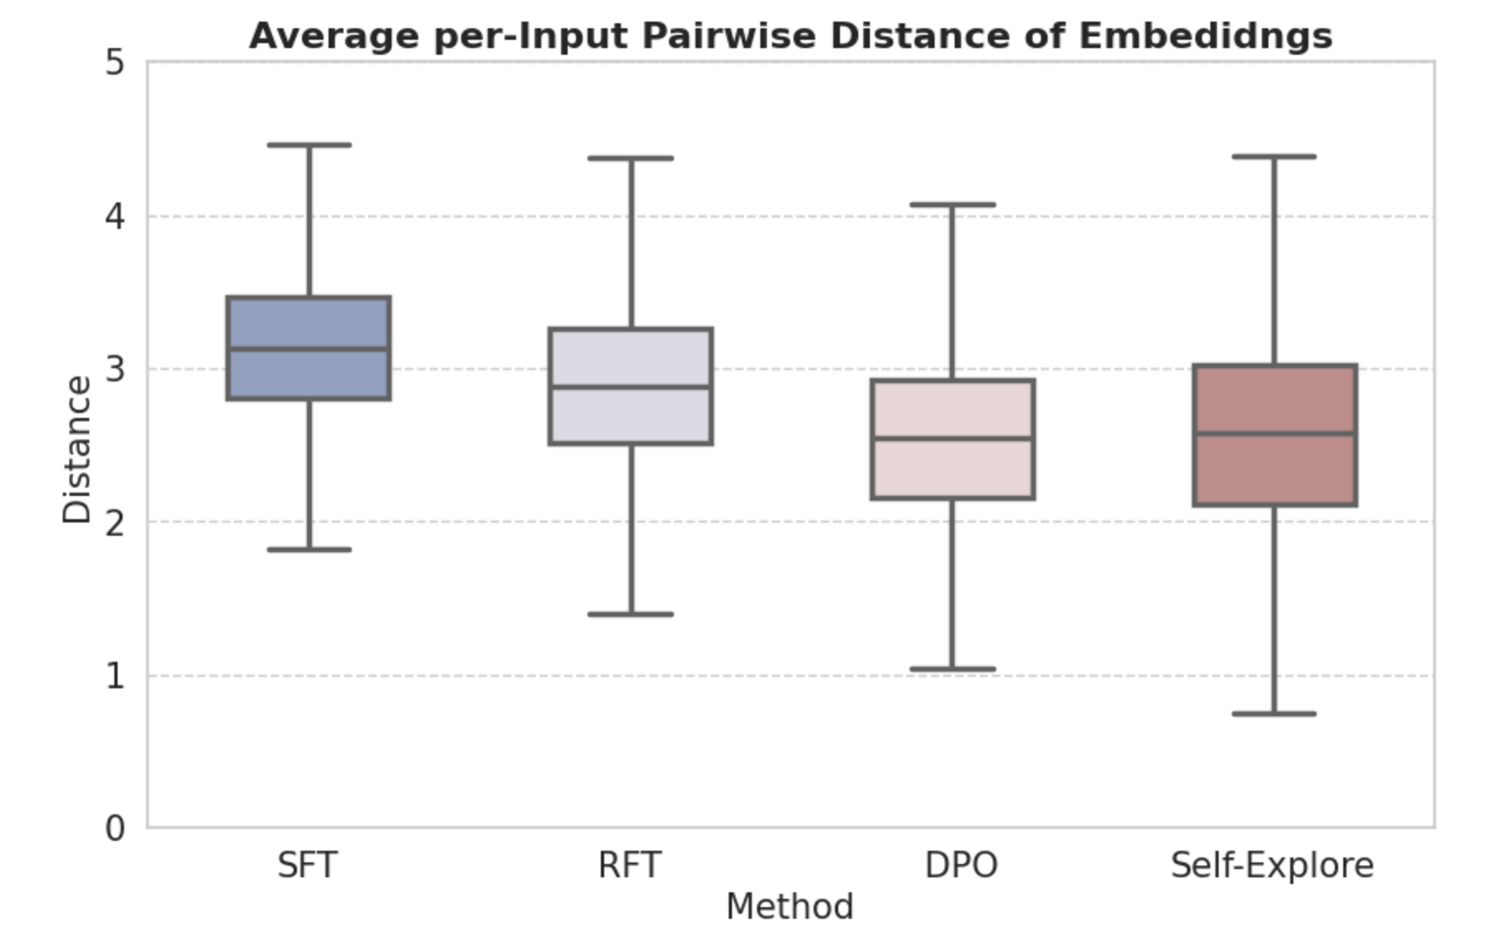 Average per-Input Pairwise Distance of Embedidngs
5
4
3
2
1
0
Distance
SFT
RFT
DPO
Self-Explore
Method